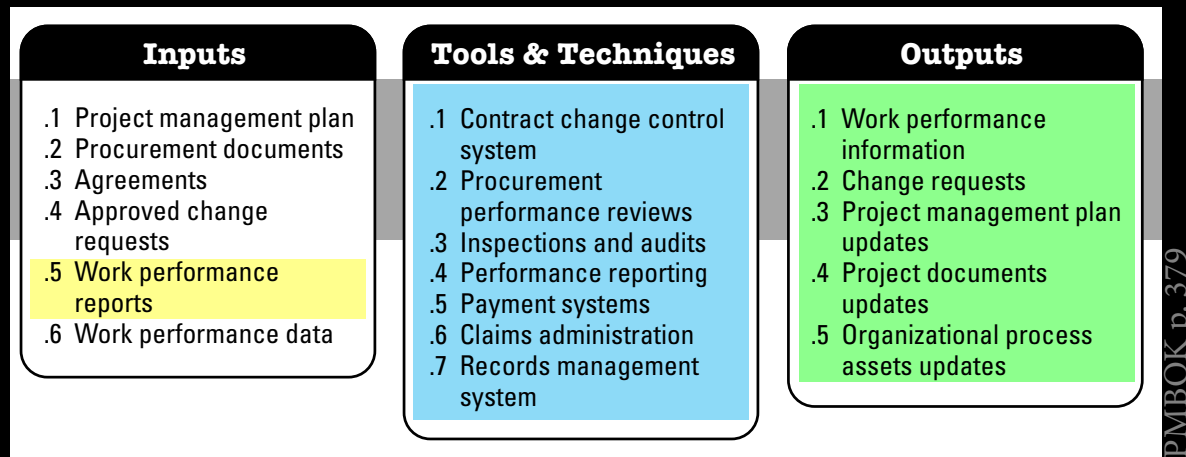 Inputs
.1 Project management plan
.2 Procurement documents
.3 Agreements
.4 Approved change
requests
.5 Work performance
reports
.6 Work performance data
Tools & Techniques
.1 Contract change control
system
.2 Procurement
performance reviews
.3 Inspections and audits
.4 Performance reporting
.5 Payment systems
.6 Claims administration
.7 Records management
system
Outputs
.1 Work performance
information
.2 Change requests
.3 Project management plan
updates
.4 Project documents
updates
.5 Organizational process
assets updates
PMBOK p. 379